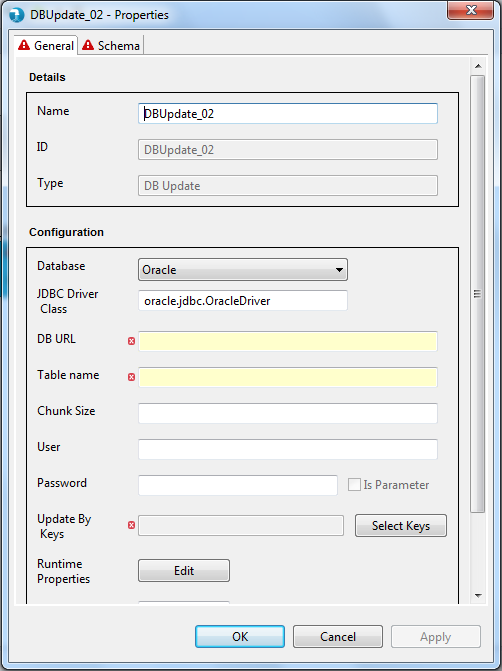 DBUpdate_02 - Properties
General
Schema
Details
Name
DBUpdate_02
ID
DBUpdate_02
Type
DB Update
Configuration
Database
Oracle
JDBC Driver
Class
oracle.jdbc.OracleDriver
DB URL
Table name
Chunk Size
User
Password
Is Parameter
Update By
Keys
Select Keys
Runtime
Properties
Edit
OK
Cancel
Apply